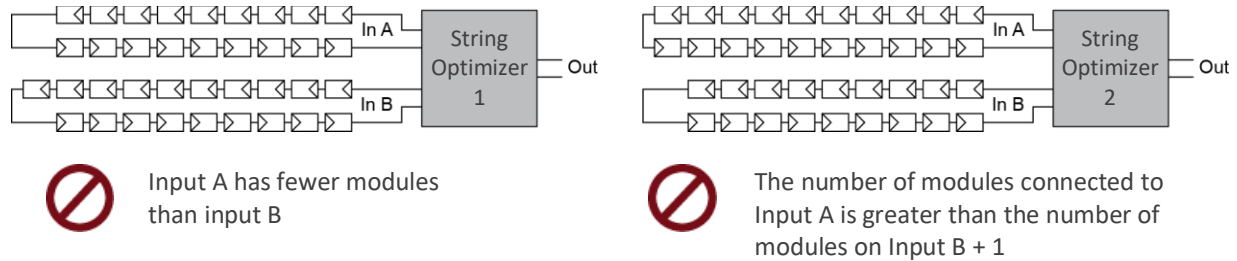 In A
String
Optimizer
1
Out
In B
Input A has fewer modules
than input B
In A
String
Optimizer
2
Out
In B
The number of modules connected to
Input A is greater than the number of
modules on Input B + 1